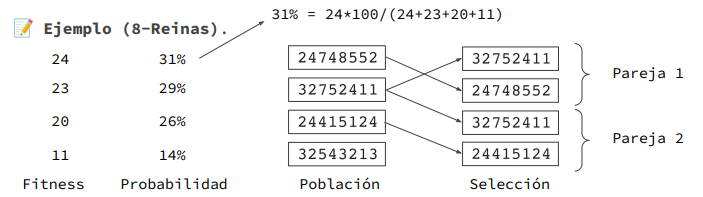 31% = 24*100/(24+23+20+11)
📝 Ejemplo (8-Reinas).
24 31% 24748552 32752411
Pareja 1
23 29% 32752411 24748552
20 26% 24415124 32752411
Pareja 2
11 14% 32543213 24415124
Fitness Probabilidad Población Selección